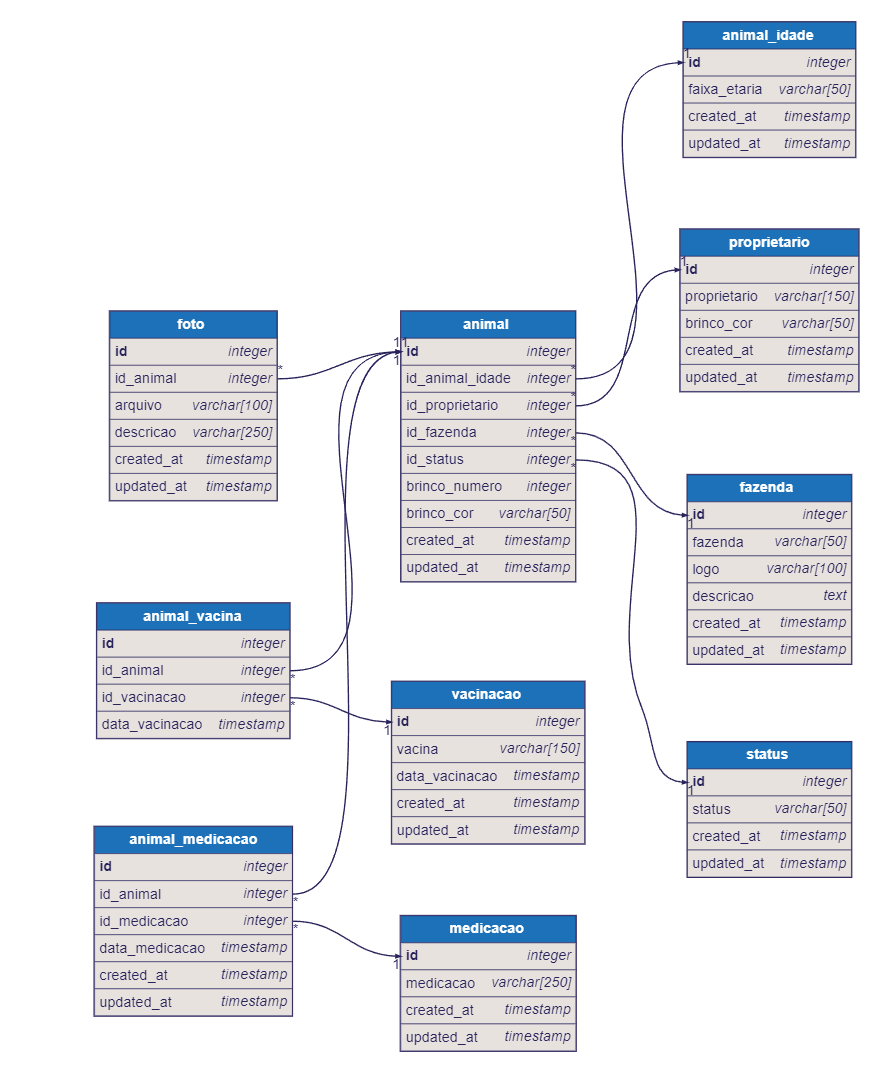 animal_idade
id integer
faixa_etaria varchar[50]
created_at timestamp
updated_at timestamp
proprietario
id integer
proprietario varchar[150]
brinco_cor varchar[50]
created_at timestamp
updated_at timestamp
foto
id integer
id_animal integer
arquivo varchar[100]
descricao varchar[250]
created_at timestamp
updated_at timestamp
animal
id integer
id_animal_idade integer
id_proprietario integer
id_fazenda integer
id_status integer
brinco_numero integer
brinco_cor varchar[50]
created_at timestamp
updated_at timestamp
fazenda
id integer
fazenda varchar[50]
logo varchar[100]
descricao text
created_at timestamp
updated_at timestamp
animal_vacina
id integer
id_animal integer
id_vacinacao integer
data_vacinacao timestamp
vacinacao
id integer
vacina varchar[150]
data_vacinacao timestamp
created_at timestamp
updated_at timestamp
status
id integer
status varchar[50]
created_at timestamp
updated_at timestamp
animal_medicacao
id integer
id_animal integer
id_medicacao integer
data_medicacao timestamp
created_at timestamp
updated_at timestamp
medicacao
id integer
medicacao varchar[250]
created_at timestamp
updated_at timestamp
1
1
*
1
1
1
*
*
*
*
1
*
*
1
1
*
*
1